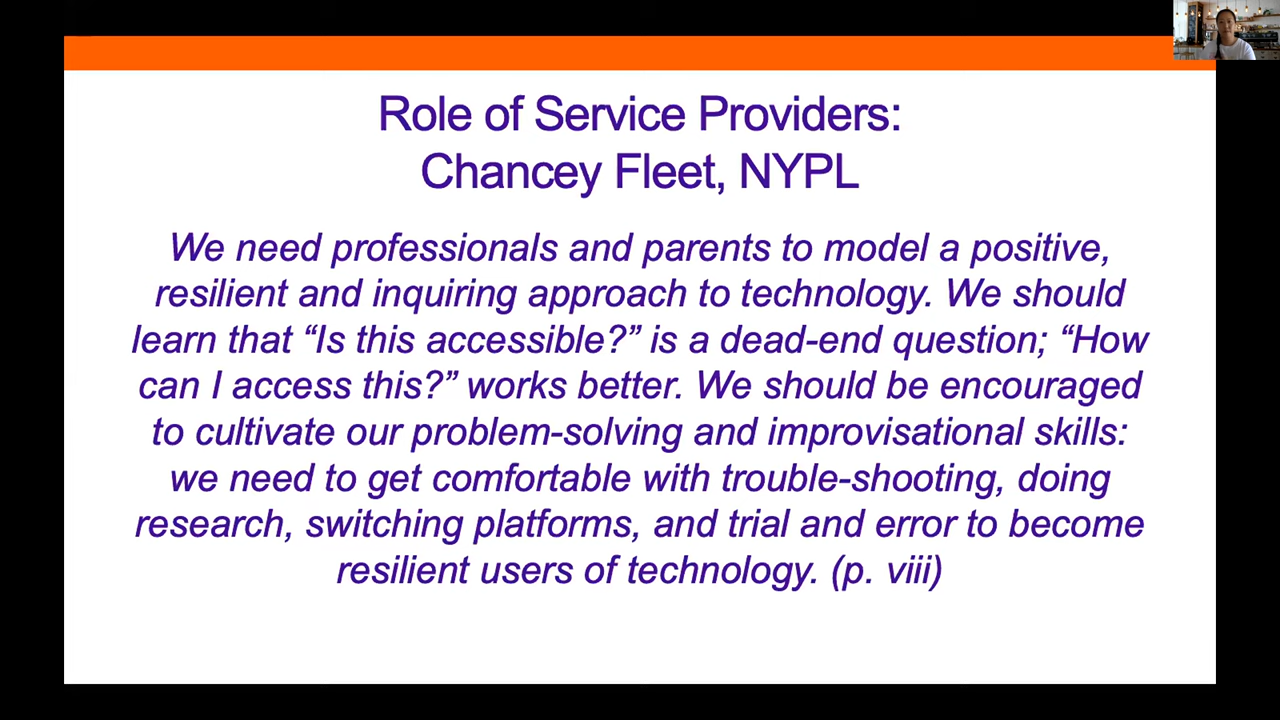 Role of Service Providers:
Chancey Fleet, NYPL
We need professionals and parents to model a positive,
resilient and inquiring approach to technology. We should
learn that “Is this accessible?” is a dead-end question; “How
can I access this?” works better. We should be encouraged
to cultivate our problem-solving and improvisational skills:
we need to get comfortable with trouble-shooting, doing
research, switching platforms, and trial and error to become
resilient users of technology. (p. viii)